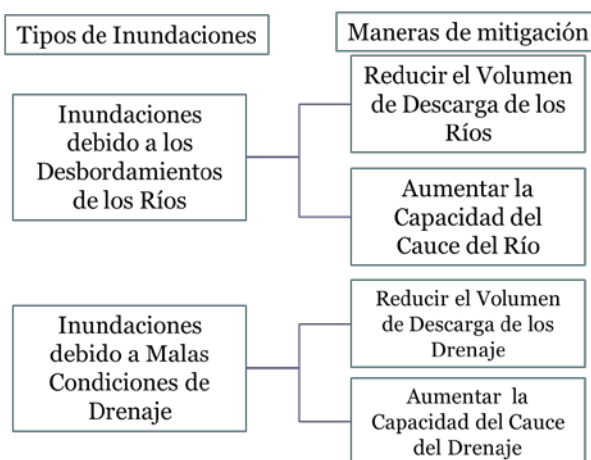 Tipos de Inundaciones
Maneras de mitigación
Inundaciones
debido a los
Desbordamientos
de los Ríos
Reducir el Volumen
de Descarga de los
Ríos
Aumentar la
Capacidad del
Cauce del Río
Inundaciones
debido a Malas
Condiciones de
Drenaje
Reducir el Volumen
de Descarga de los
Drenaje
Aumentar la
Capacidad del Cauce
del Drenaje